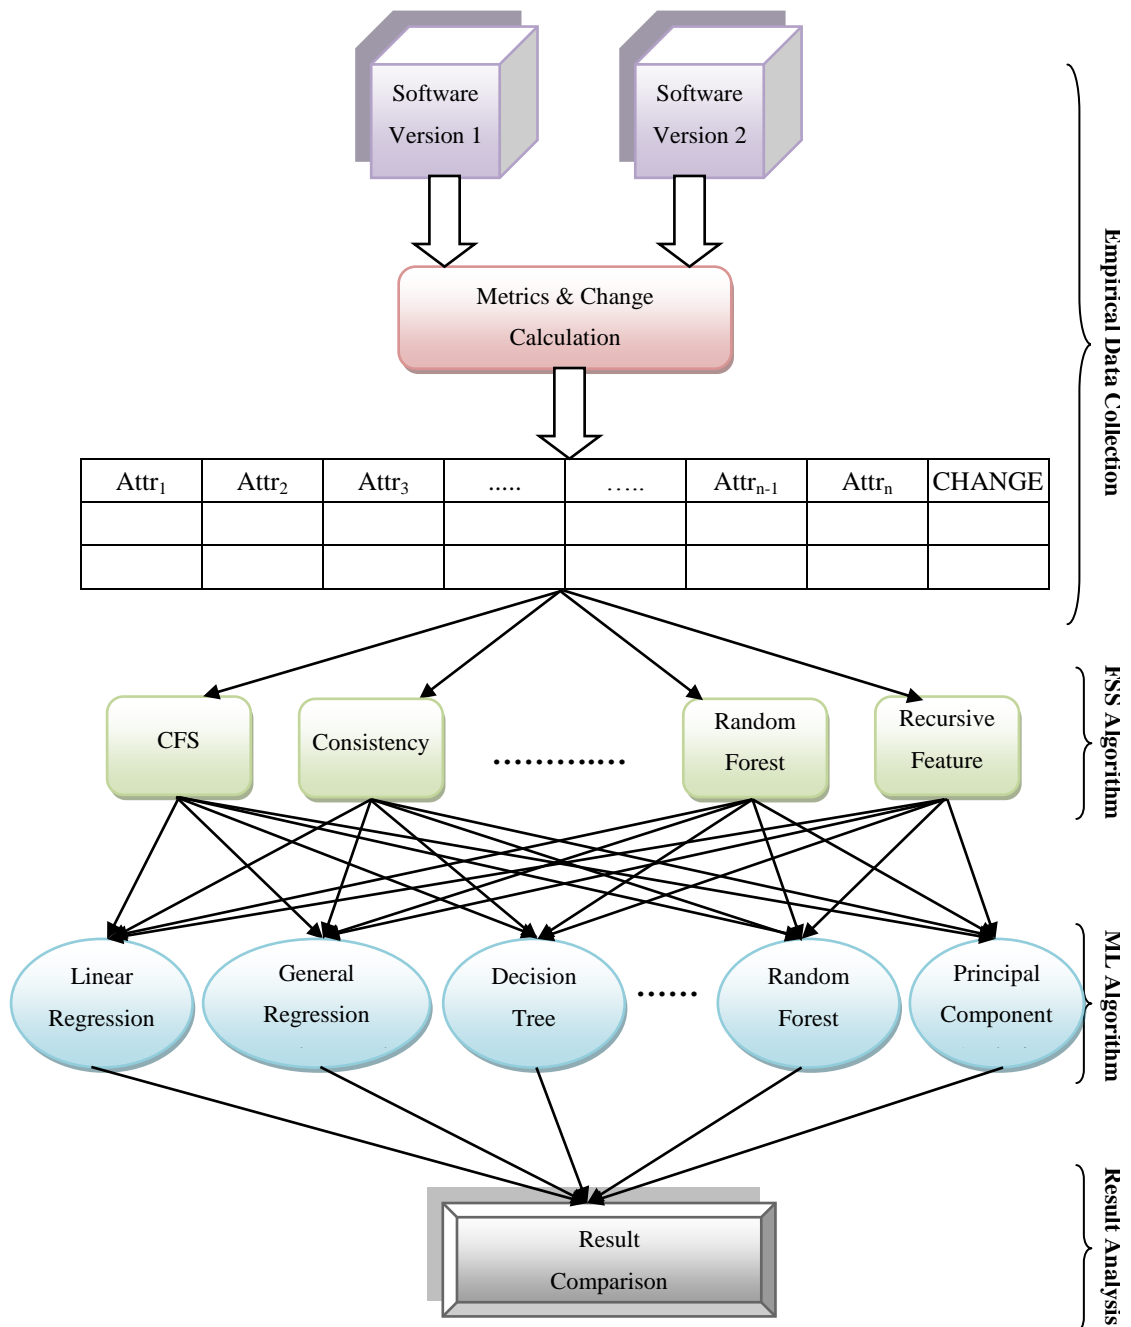 Software
Version 1
Software
Version 2
Metrics & Change
Calculation
Attr1 Attr2 Attr3 ..... ..... Attrn-1 Attrn CHANGE
Empirical Data Collection
CFS
Consistency
............
Random
Forest
Recursive
Feature
FSS Algorithm
Linear
Regression
General
Regression
Decision
Tree
......
Random
Forest
Principal
Component
ML Algorithm
Result
Comparison
Result Analysis